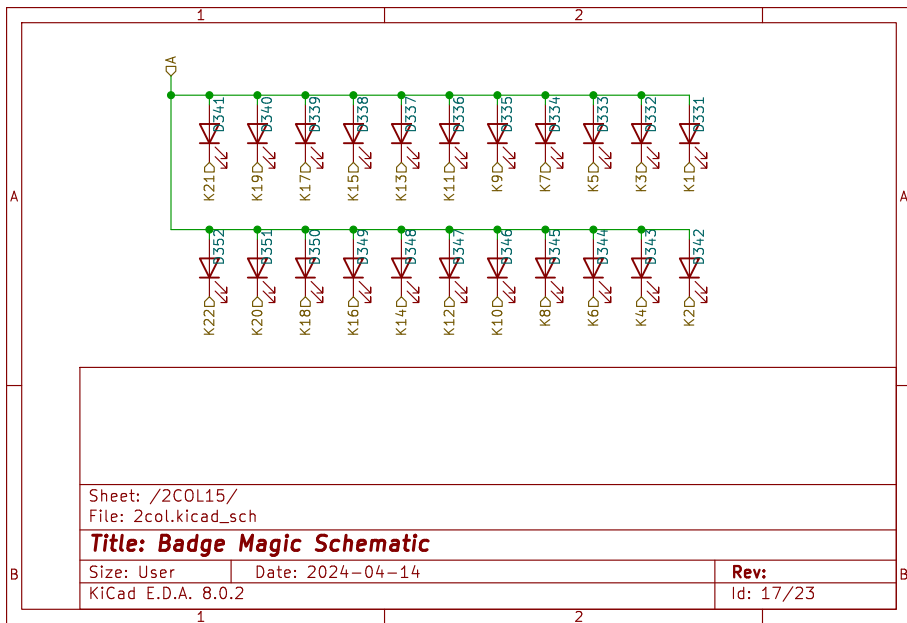 1 2
A
D341 D340 D339 D338 D337 D336 D335 D334 D333 D332 D331
K21 K19 K17 K15 K13 K11 K9 K7 K5 K3 K1
A A
D352 D351 D350 D349 D348 D347 D346 D345 D344 D343 D342
K22 K20 K18 K16 K14 K12 K10 K8 K6 K4 K2
Sheet: /2COL15/
File: 2col.kicad_sch
Title: Badge Magic Schematic
B B
Size: User Date: 2024-04-14 Rev:
KiCad E.D.A. 8.0.2 Id: 17/23
1 2